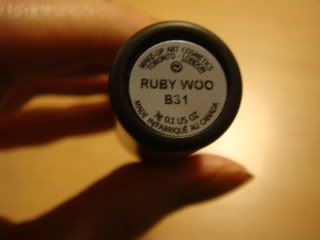 MAKE-UP ART COSMETICS
TORONTO - LONDON
RUBY WOO
B31
3g 0.1 US OZ
MADE IN/FABRIQUÉ AU CANADA